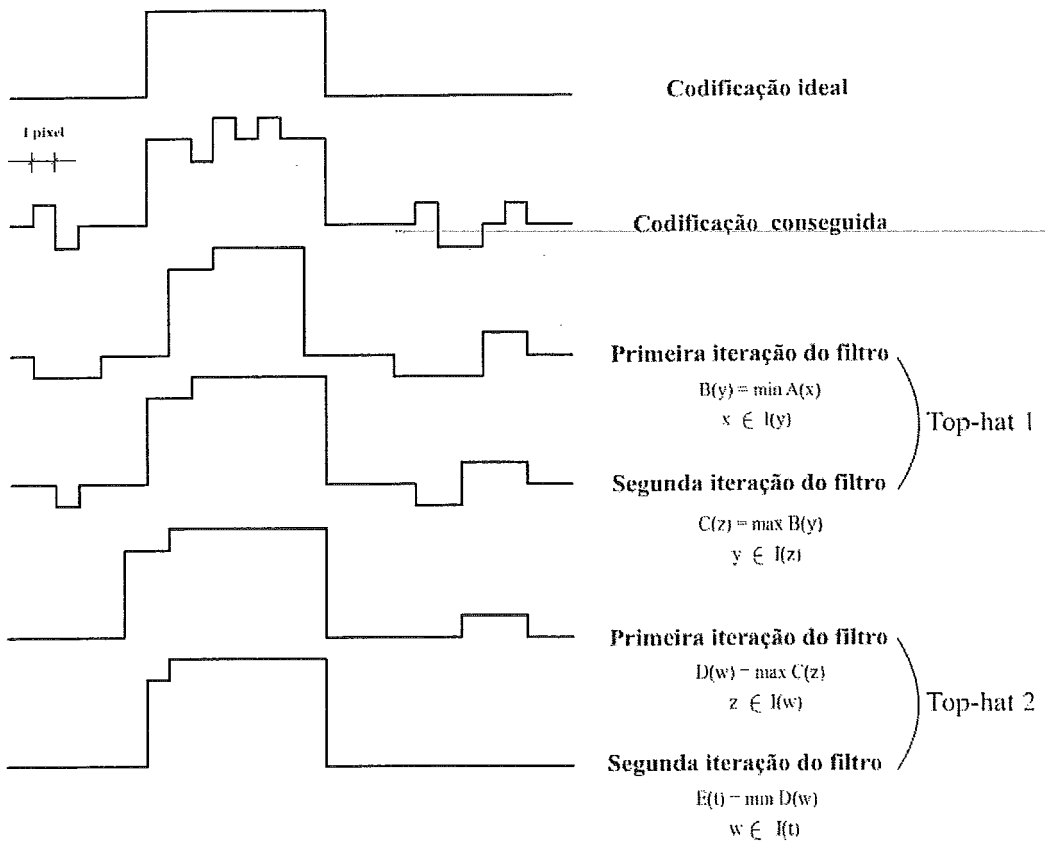 Codificação ideal
1 pixel
Codificação conseguida
Primeira iteração do filtro
B(y) = min A(x)
x ∈ I(y)
Top-hat 1
Segunda iteração do filtro
C(z) = max B(y)
y ∈ I(z)
Primeira iteração do filtro
D(w) = max C(z)
z ∈ I(w)
Top-hat 2
Segunda iteração do filtro
E(t) = min D(w)
w ∈ I(t)